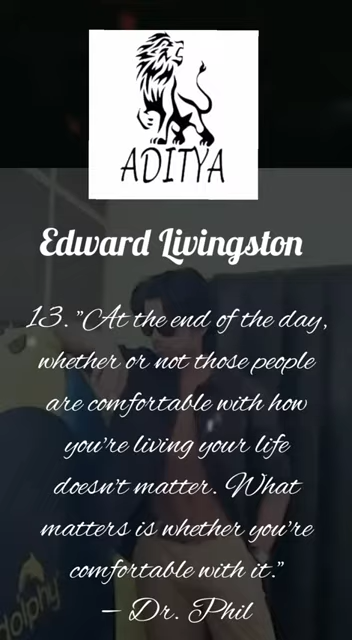 ADITYA
Edward Livingston
13. "At the end of the day,
whether or not those people
are comfortable with how
you're living your life
doesn't matter. What
matters is whether you're
comfortable with it."
– Dr. Phil
dolphy